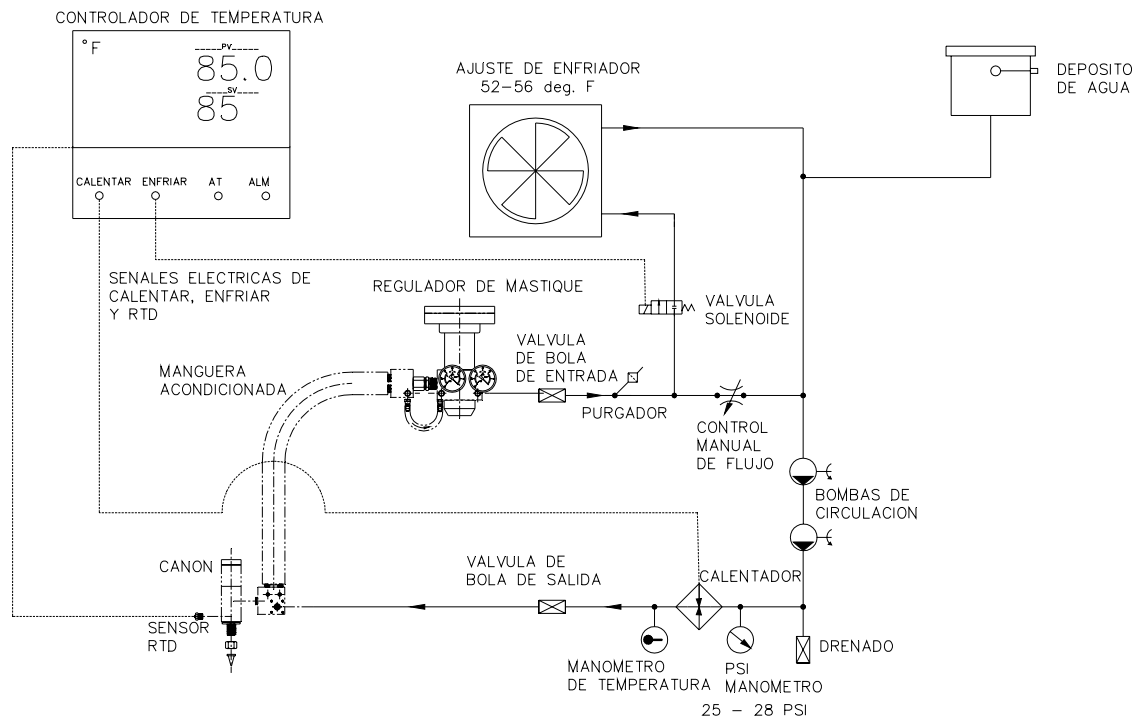 CONTROLADOR DE TEMPERATURA
°F
PV
85.0
SV
85
CALENTAR ENFRIAR AT ALM
AJUSTE DE ENFRIADOR
52-56 deg. F
DEPOSITO
DE AGUA
SENALES ELECTRICAS DE
CALENTAR, ENFRIAR
Y RTD
REGULADOR DE MASTIQUE
VALVULA
SOLENOIDE
VALVULA
DE BOLA
DE ENTRADA
MANGUERA
ACONDICIONADA
PURGADOR
CONTROL
MANUAL
DE FLUJO
BOMBAS DE
CIRCULACION
CANON
VALVULA DE
BOLA DE SALIDA
CALENTADOR
SENSOR
RTD
DRENADO
MANOMETRO
DE TEMPERATURA
PSI
MANOMETRO
25 - 28 PSI